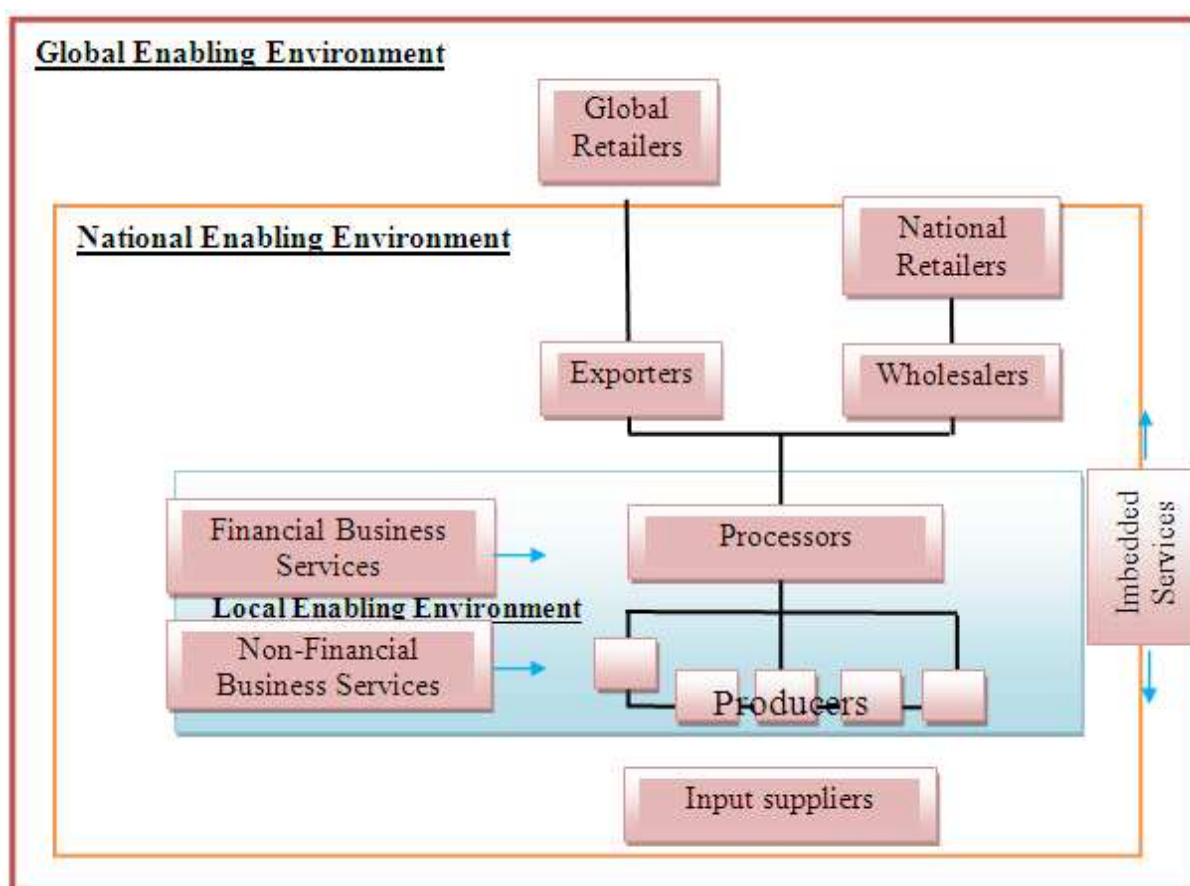 Global Enabling Environment
Global
Retailers
National Enabling Environment
National
Retailers
Exporters
Wholesalers
Financial Business
Services
Processors
Imbedded
Services
Local Enabling Environment
Non-Financial
Business Services
Producers
Input suppliers